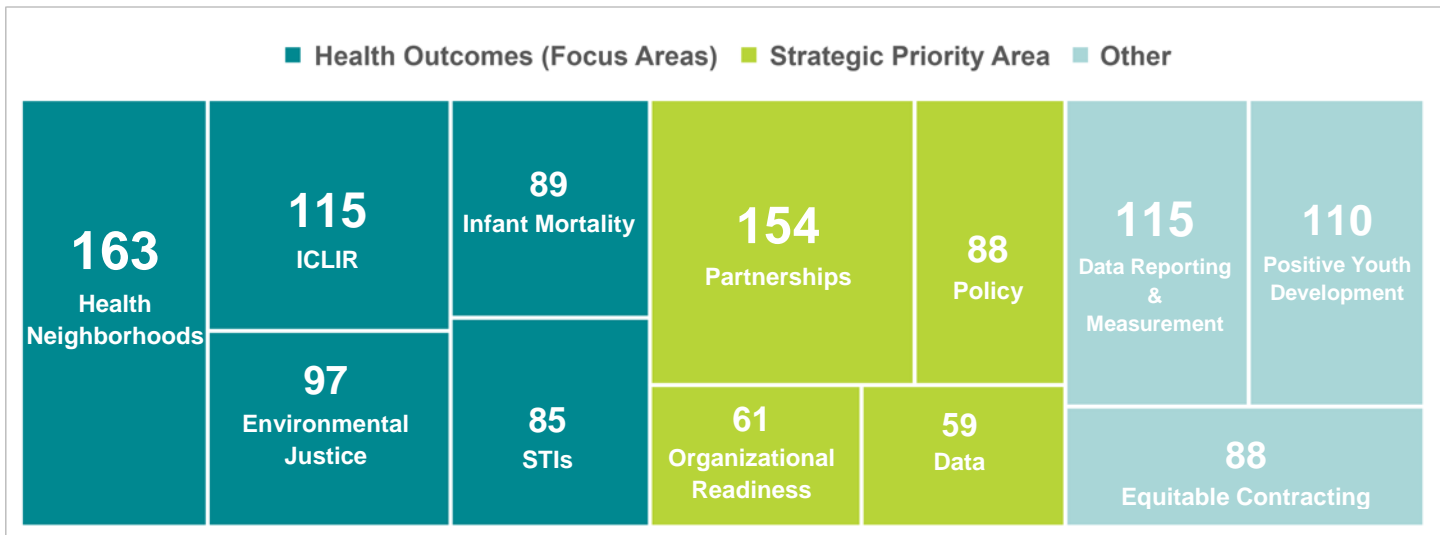 Health Outcomes (Focus Areas) Strategic Priority Area Other
163
Health
Neighborhoods
115
ICLIR
97
Environmental
Justice
89
Infant Mortality
85
STIs
154
Partnerships
88
Policy
61
Organizational
Readiness
59
Data
115
Data Reporting
&
Measurement
110
Positive Youth
Development
88
Equitable Contracting